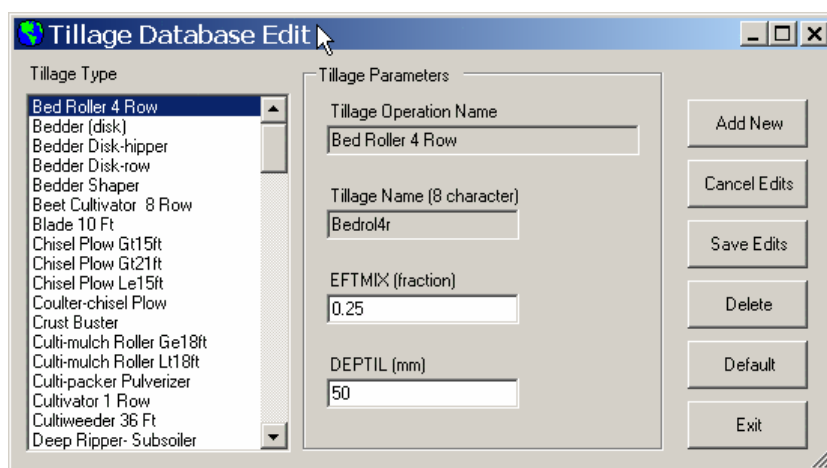 Tillage Database Edit
Tillage Type
Bed Roller 4 Row
Bedder (disk)
Bedder Disk-hipper
Bedder Disk-row
Bedder Shaper
Beet Cultivator  8 Row
Blade 10 Ft
Chisel Plow Gt15ft
Chisel Plow Gt21ft
Chisel Plow Le15ft
Coulter-chisel Plow
Crust Buster
Culti-mulch Roller Ge18ft
Culti-mulch Roller Lt18ft
Culti-packer Pulverizer
Cultivator 1 Row
Cultiweeder 36 Ft
Deep Ripper- Subsoiler
Tillage Parameters
Tillage Operation Name
Bed Roller 4 Row
Tillage Name (8 character)
Bedrol4r
EFTMIX (fraction)
0.25
DEPTIL (mm)
50
Add New
Cancel Edits
Save Edits
Delete
Default
Exit